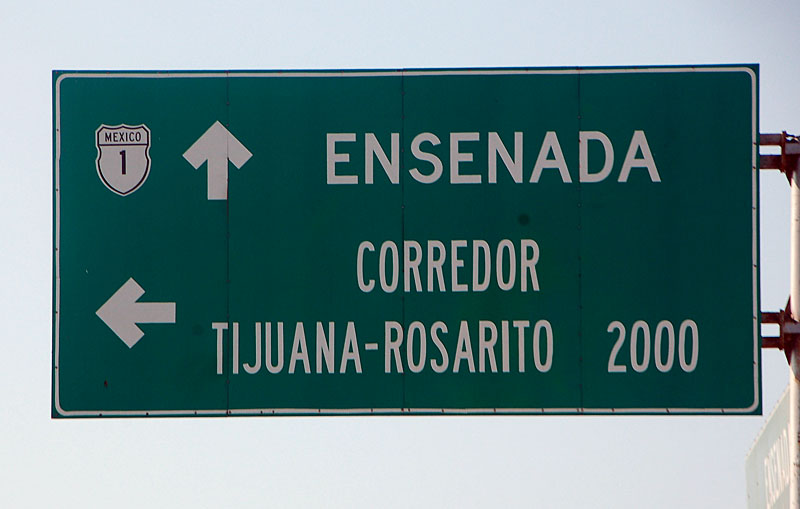 MEXICO
1
ENSENADA
CORREDOR
TIJUANA-ROSARITO 2000